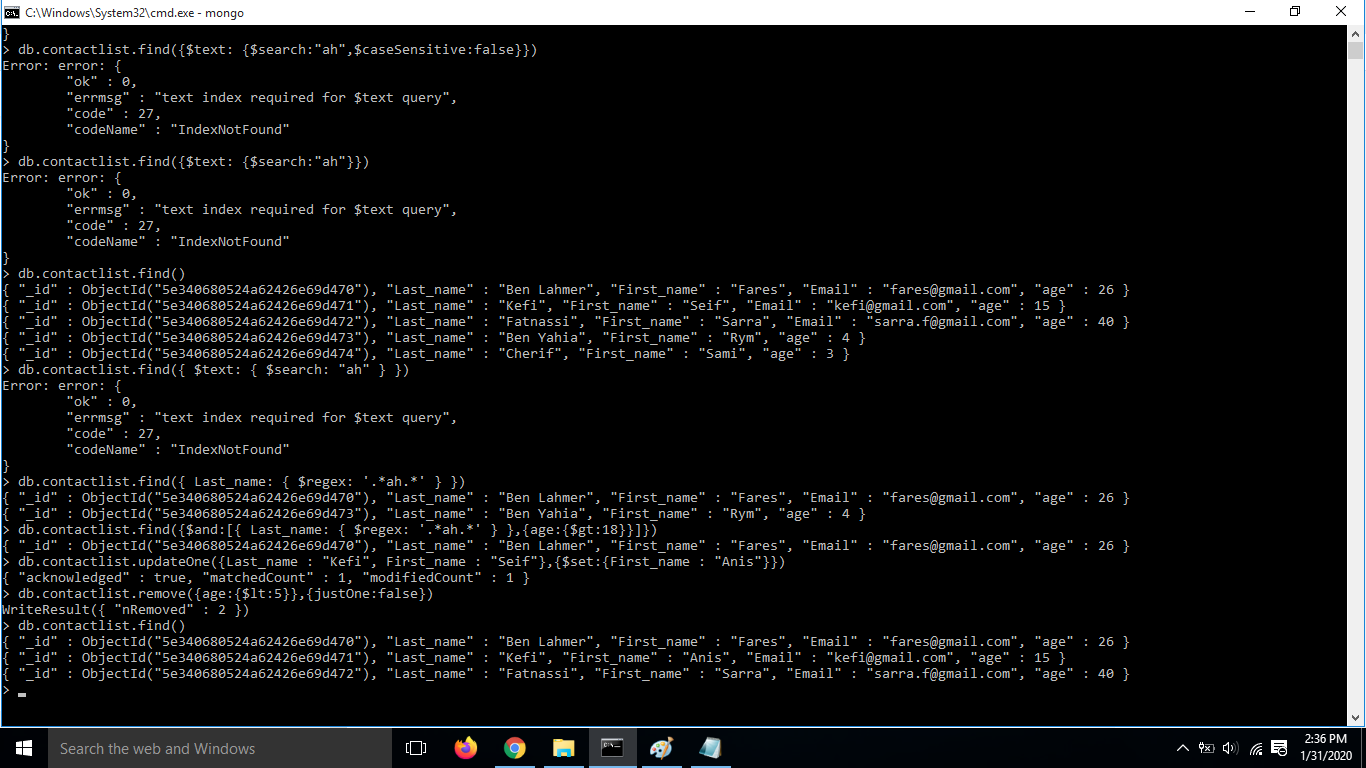 C:\Windows\System32\cmd.exe - mongo
}
> db.contactlist.find({$text: {$search:"ah",$caseSensitive:false}})
Error: error: {
        "ok" : 0,
        "errmsg" : "text index required for $text query",
        "code" : 27,
        "codeName" : "IndexNotFound"
}
> db.contactlist.find({$text: {$search:"ah"}})
Error: error: {
        "ok" : 0,
        "errmsg" : "text index required for $text query",
        "code" : 27,
        "codeName" : "IndexNotFound"
}
> db.contactlist.find()
{ "_id" : ObjectId("5e340680524a62426e69d470"), "Last_name" : "Ben Lahmer", "First_name" : "Fares", "Email" : "fares@gmail.com", "age" : 26 }
{ "_id" : ObjectId("5e340680524a62426e69d471"), "Last_name" : "Kefi", "First_name" : "Seif", "Email" : "kefi@gmail.com", "age" : 15 }
{ "_id" : ObjectId("5e340680524a62426e69d472"), "Last_name" : "Fatnassi", "First_name" : "Sarra", "Email" : "sarra.f@gmail.com", "age" : 40 }
{ "_id" : ObjectId("5e340680524a62426e69d473"), "Last_name" : "Ben Yahia", "First_name" : "Rym", "age" : 4 }
{ "_id" : ObjectId("5e340680524a62426e69d474"), "Last_name" : "Cherif", "First_name" : "Sami", "age" : 3 }
> db.contactlist.find({ $text: { $search: "ah" } })
Error: error: {
        "ok" : 0,
        "errmsg" : "text index required for $text query",
        "code" : 27,
        "codeName" : "IndexNotFound"
}
> db.contactlist.find({ Last_name: { $regex: '.*ah.*' } })
{ "_id" : ObjectId("5e340680524a62426e69d470"), "Last_name" : "Ben Lahmer", "First_name" : "Fares", "Email" : "fares@gmail.com", "age" : 26 }
{ "_id" : ObjectId("5e340680524a62426e69d473"), "Last_name" : "Ben Yahia", "First_name" : "Rym", "age" : 4 }
> db.contactlist.find({$and:[{ Last_name: { $regex: '.*ah.*' } },{age:{$gt:18}}]})
{ "_id" : ObjectId("5e340680524a62426e69d470"), "Last_name" : "Ben Lahmer", "First_name" : "Fares", "Email" : "fares@gmail.com", "age" : 26 }
> db.contactlist.updateOne({Last_name : "Kefi", First_name : "Seif"},{$set:{First_name : "Anis"}})
{ "acknowledged" : true, "matchedCount" : 1, "modifiedCount" : 1 }
> db.contactlist.remove({age:{$lt:5}},{justOne:false})
WriteResult({ "nRemoved" : 2 })
> db.contactlist.find()
{ "_id" : ObjectId("5e340680524a62426e69d470"), "Last_name" : "Ben Lahmer", "First_name" : "Fares", "Email" : "fares@gmail.com", "age" : 26 }
{ "_id" : ObjectId("5e340680524a62426e69d471"), "Last_name" : "Kefi", "First_name" : "Anis", "Email" : "kefi@gmail.com", "age" : 15 }
{ "_id" : ObjectId("5e340680524a62426e69d472"), "Last_name" : "Fatnassi", "First_name" : "Sarra", "Email" : "sarra.f@gmail.com", "age" : 40 }
>
Search the web and Windows
2:36 PM
1/31/2020